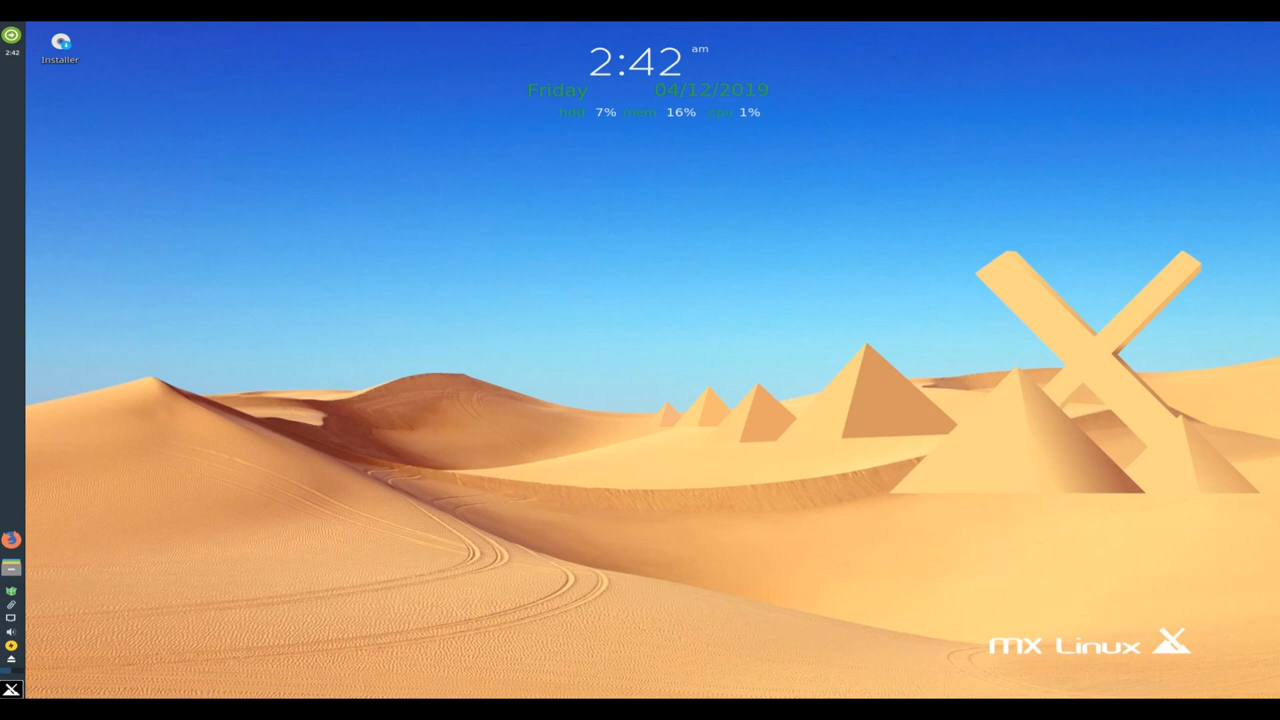 2:42
Installer
2:42 am
Friday 04/12/2019
hdd 7% mem 16% cpu 1%
mx Linux